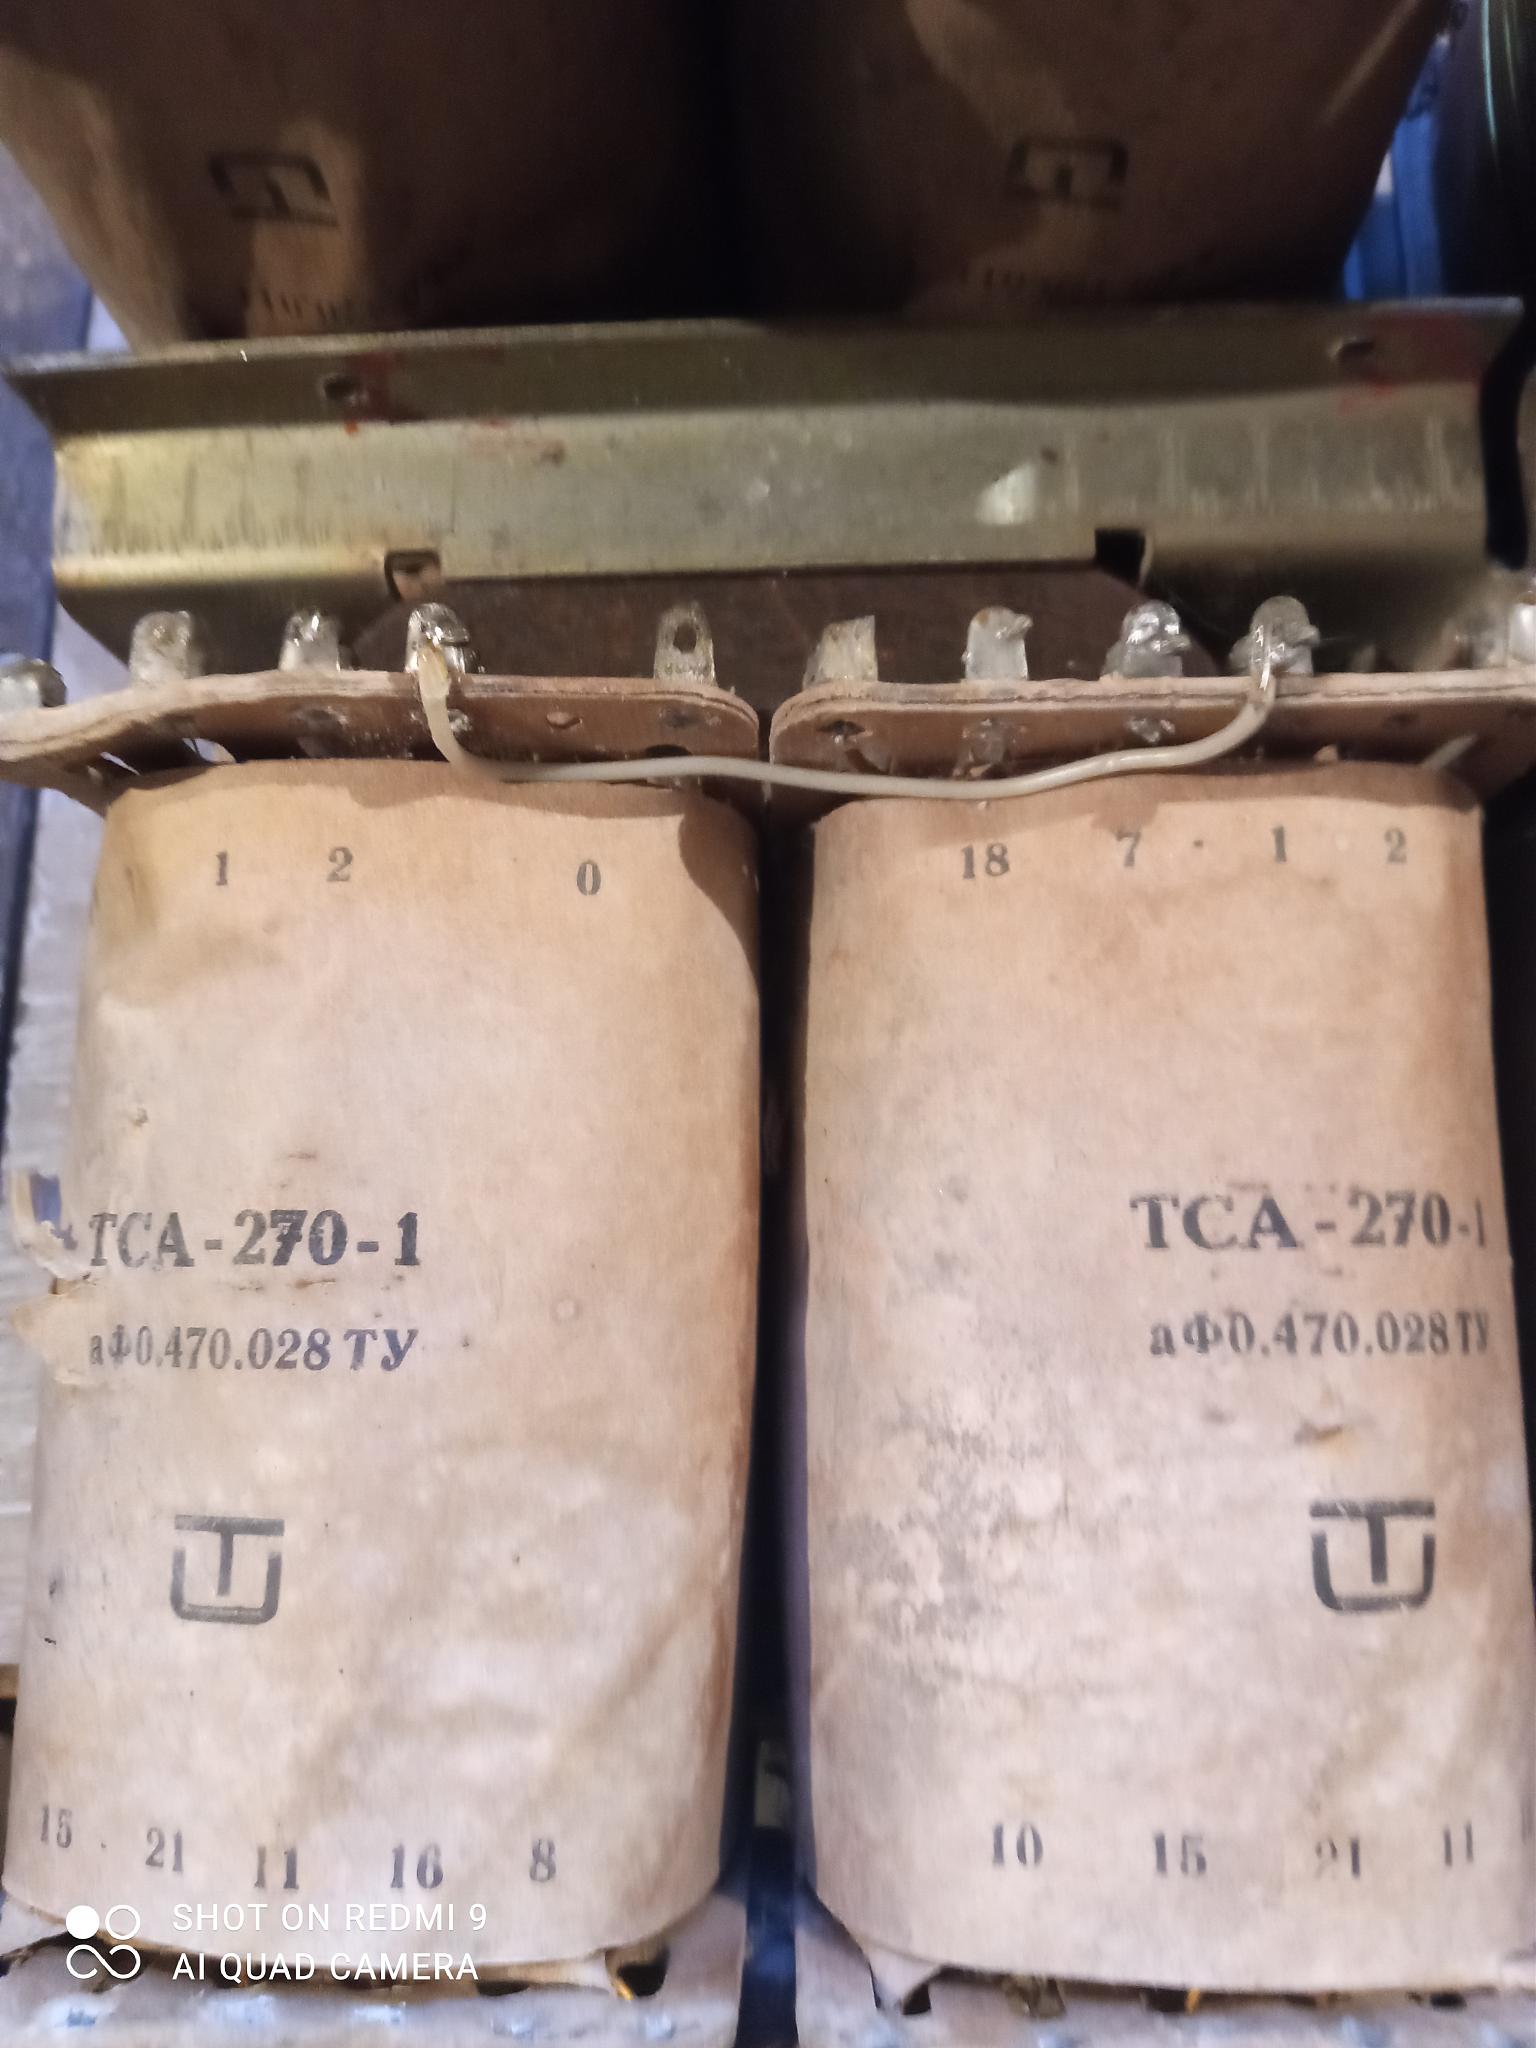 1 2 0
18 7 1 2
ТСА-270-1
аФ0.470.028 ТУ
ТСА-270-1
аФ0.470.028 ТУ
15 21 11 16 8
10 15 21 11
SHOT ON REDMI 9
AI QUAD CAMERA